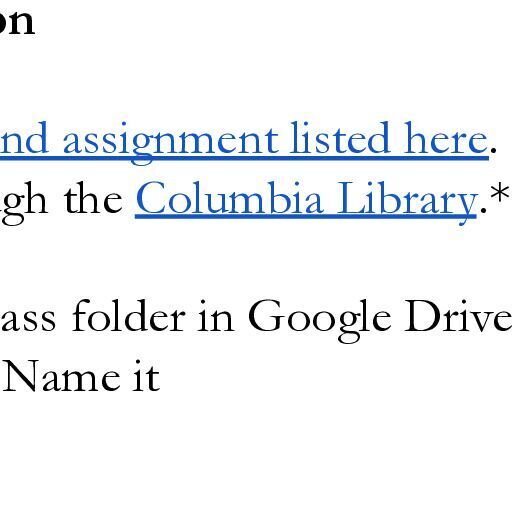 on
nd assignment listed here.
gh the Columbia Library.*
ass folder in Google Drive
Name it